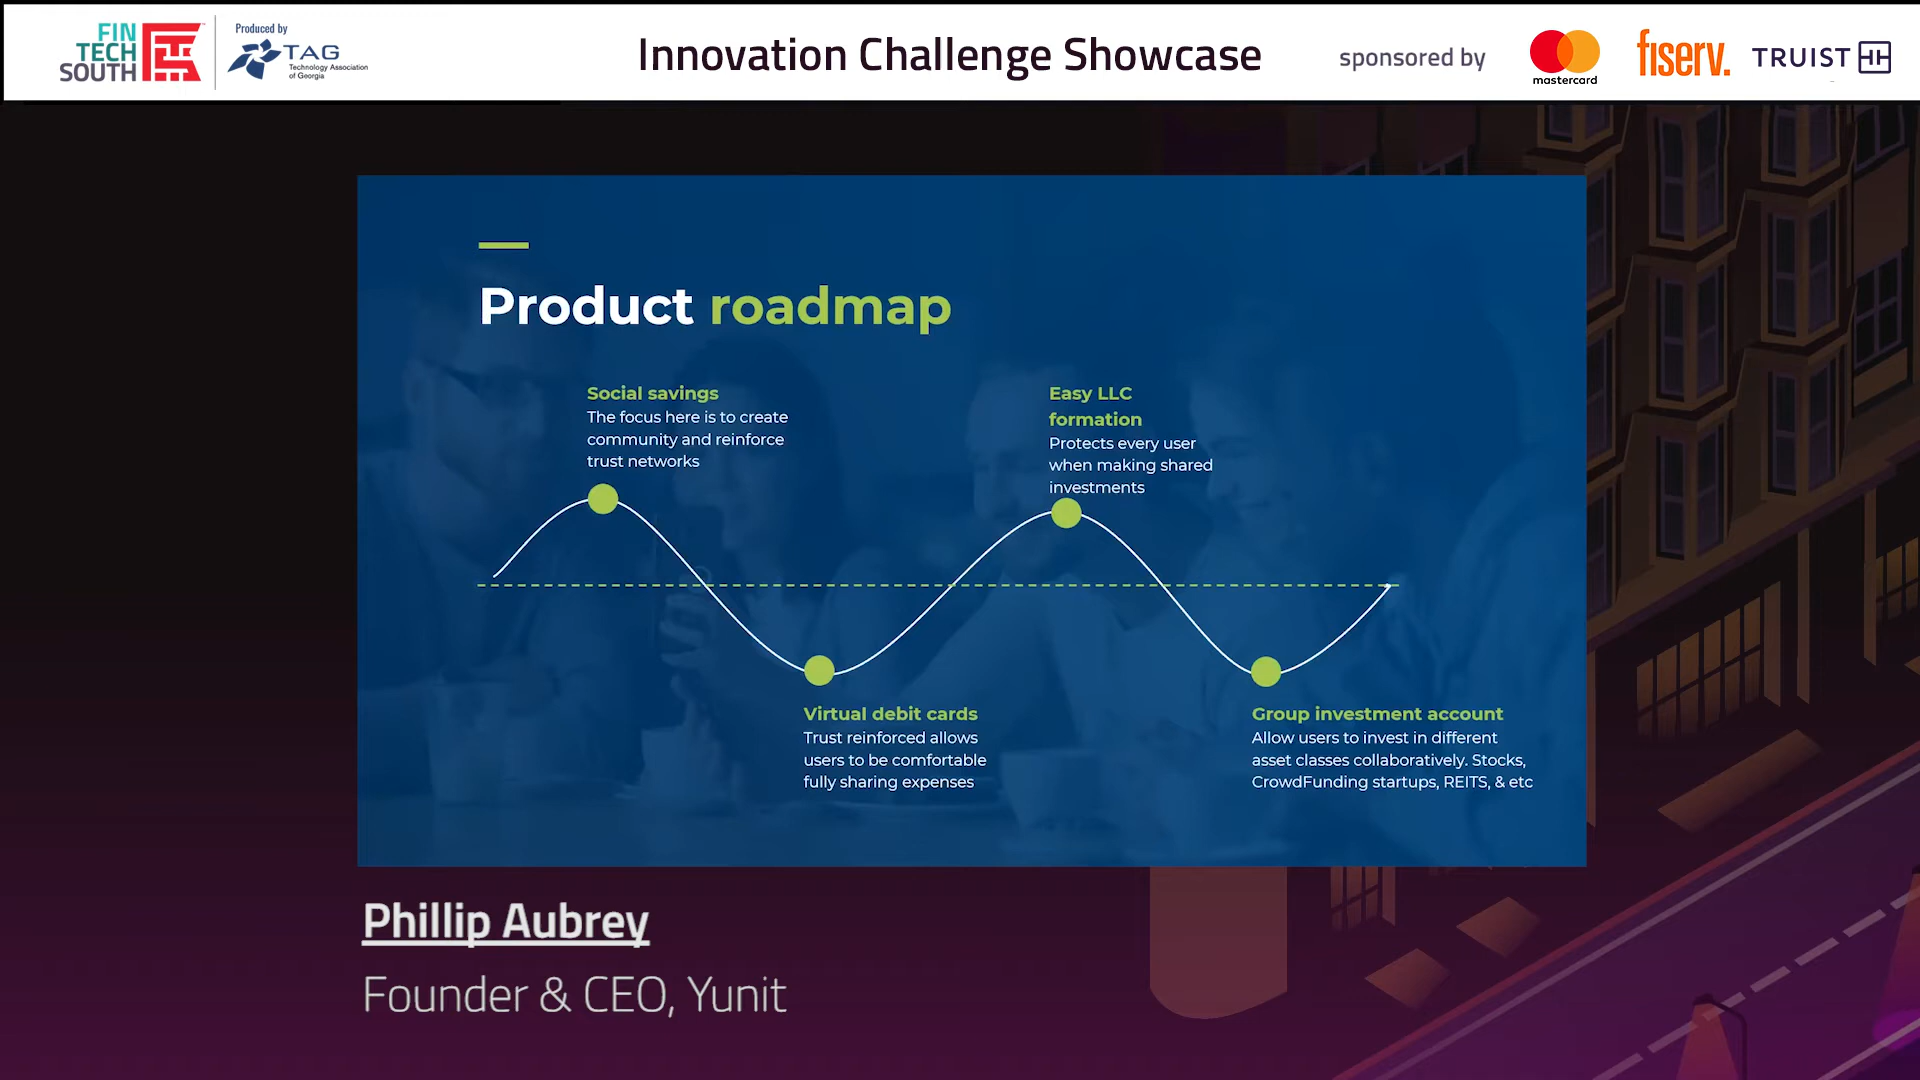 FIN
TECH
SOUTH
Produced by
TAG
Technology Association
of Georgia
Innovation Challenge Showcase
sponsored by
mastercard
fiserv.
TRUIST
Product roadmap
Social savings
The focus here is to create
community and reinforce
trust networks
Easy LLC
formation
Protects every user
when making shared
investments
Virtual debit cards
Trust reinforced allows
users to be comfortable
fully sharing expenses
Group investment account
Allow users to invest in different
asset classes collaboratively. Stocks,
CrowdFunding startups, REITS, & etc
Phillip Aubrey
Founder & CEO, Yunit